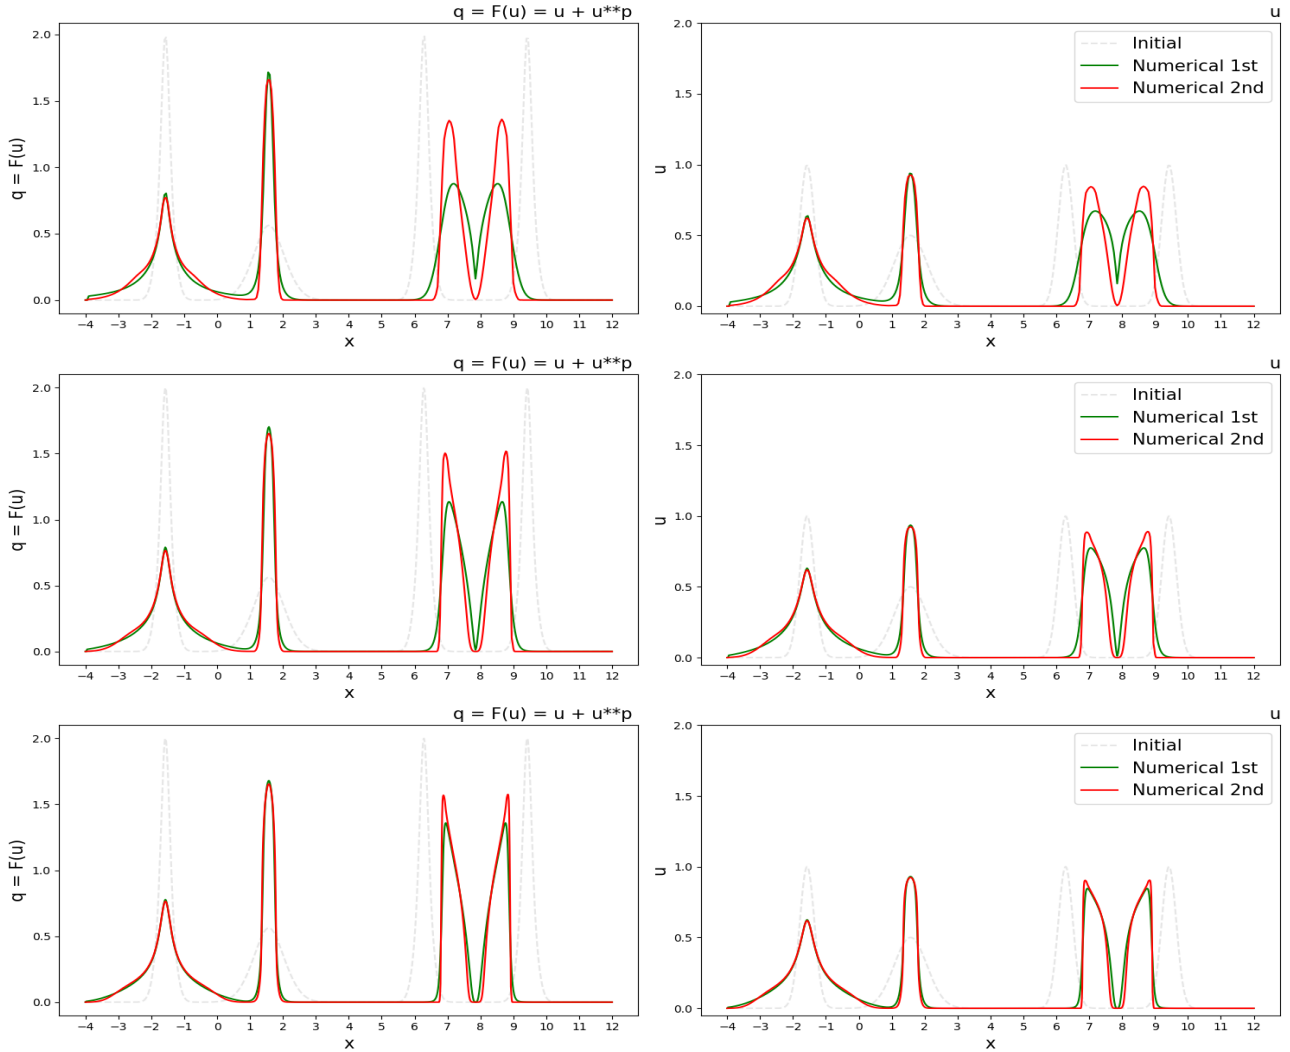 q = F(u) = u + u**p
q = F(u)
2.0
1.5
1.0
0.5
0.0
−4 −3 −2 −1 0 1 2 3 4 5 6 7 8 9 10 11 12
x
u
u
2.0
1.5
1.0
0.5
0.0
Initial
Numerical 1st
Numerical 2nd
−4 −3 −2 −1 0 1 2 3 4 5 6 7 8 9 10 11 12
x
q = F(u) = u + u**p
q = F(u)
2.0
1.5
1.0
0.5
0.0
−4 −3 −2 −1 0 1 2 3 4 5 6 7 8 9 10 11 12
x
u
u
2.0
1.5
1.0
0.5
0.0
Initial
Numerical 1st
Numerical 2nd
−4 −3 −2 −1 0 1 2 3 4 5 6 7 8 9 10 11 12
x
q = F(u) = u + u**p
q = F(u)
2.0
1.5
1.0
0.5
0.0
−4 −3 −2 −1 0 1 2 3 4 5 6 7 8 9 10 11 12
x
u
u
2.0
1.5
1.0
0.5
0.0
Initial
Numerical 1st
Numerical 2nd
−4 −3 −2 −1 0 1 2 3 4 5 6 7 8 9 10 11 12
x